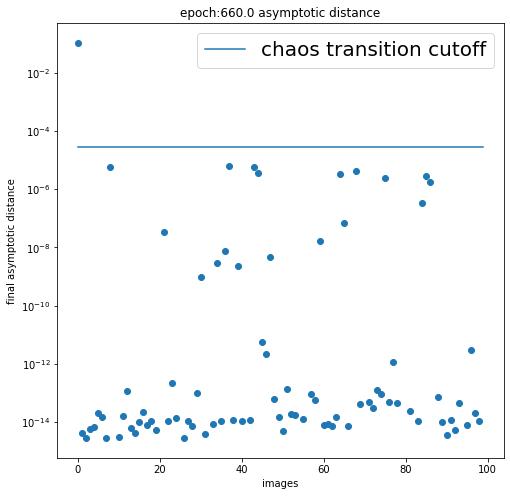 epoch:660.0 asymptotic distance
chaos transition cutoff
final asymptotic distance
10⁻²
10⁻⁴
10⁻⁶
10⁻⁸
10⁻¹⁰
10⁻¹²
10⁻¹⁴
0 20 40 60 80 100
images